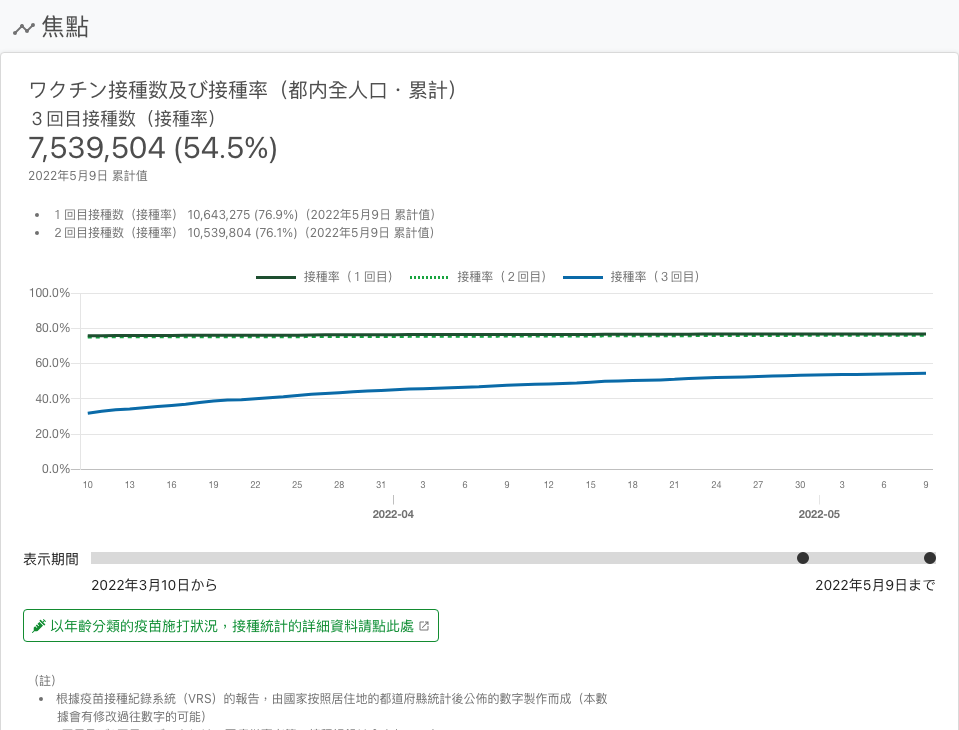 焦點
ワクチン接種数及び接種率（都内全人口・累計）
３回目接種数（接種率）
7,539,504 (54.5%)
2022年5月9日 累計値
• １回目接種数（接種率） 10,643,275 (76.9%)（2022年5月9日 累計値）
• ２回目接種数（接種率） 10,539,804 (76.1%)（2022年5月9日 累計値）
接種率（１回目） 接種率（２回目） 接種率（３回目）
100.0%
80.0%
60.0%
40.0%
20.0%
0.0%
10 13 16 19 22 25 28 31 3 6 9 12 15 18 21 24 27 30 3 6 9
2022-04 2022-05
表示期間
2022年3月10日から 2022年5月9日まで
以年齡分類的疫苗施打狀況，接種統計的詳細資料請點此處
（註）
• 根據疫苗接種紀錄系統（VRS）的報告，由國家按照居住地的都道府縣統計後公佈的數字製作而成（本數
據會有修改過往數字的可能）